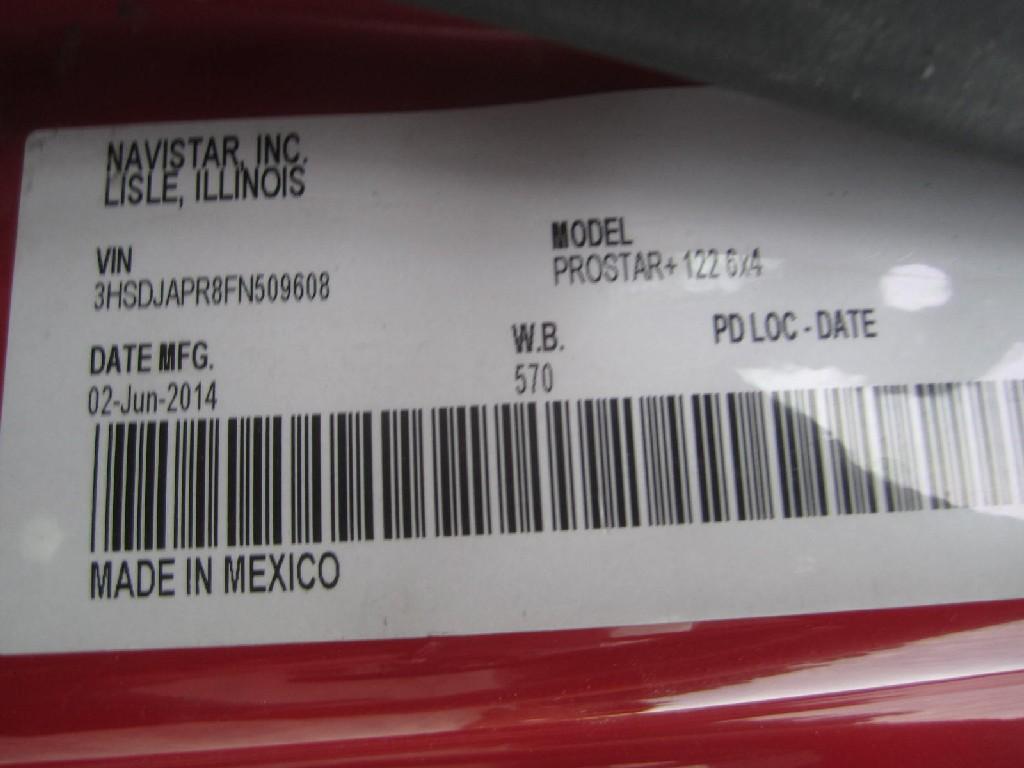 NAVISTAR, INC.
LISLE, ILLINOIS
VIN
3HSDJAPR8FN509608
MODEL
PROSTAR+ 122 6x4
DATE MFG.
02-Jun-2014
W.B.
570
PD LOC - DATE
MADE IN MEXICO